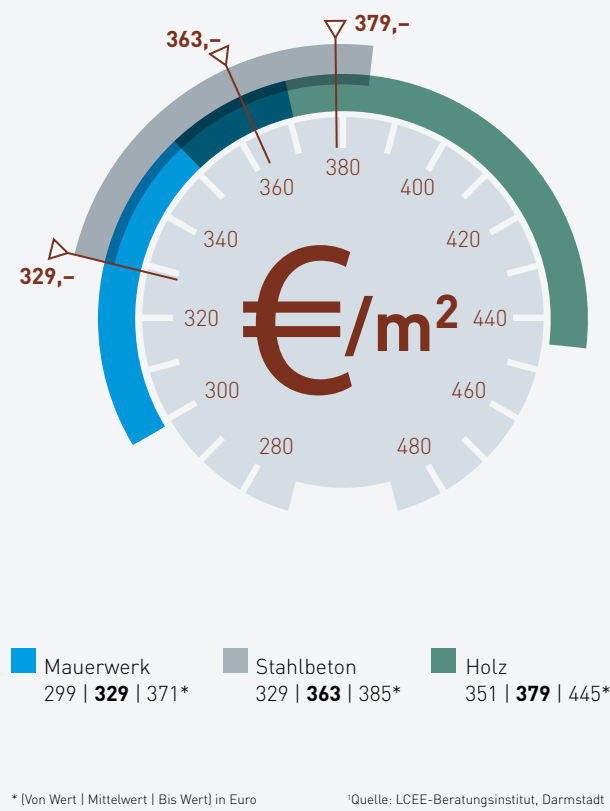 379,–
363,–
380
360
400
340
420
329,–
320
€/m²
440
300
460
280
480
Mauerwerk
299 | 329 | 371*
Stahlbeton
329 | 363 | 385*
Holz
351 | 379 | 445*
* (Von Wert | Mittelwert | Bis Wert) in Euro
¹Quelle: LCEE-Beratungsinstitut, Darmstadt